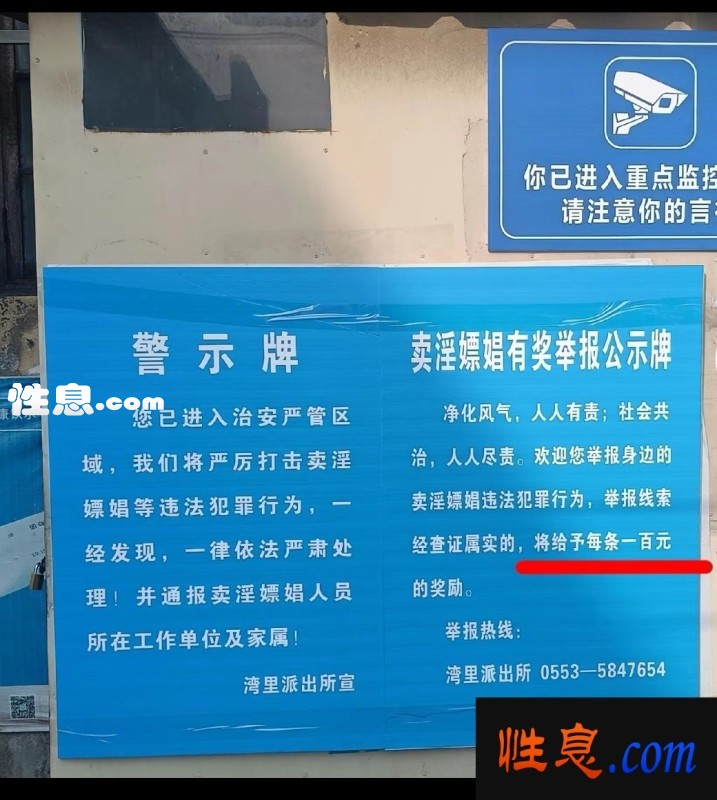 你已进入重点监控
请注意你的言
警示牌
您已进入治安严管区
域，我们将严厉打击卖淫
嫖娼等违法犯罪行为，一
经发现，一律依法严肃处
理！并通报卖淫嫖娼人员
所在工作单位及家属！
湾里派出所宣
卖淫嫖娼有奖举报公示牌
净化风气，人人有责；社会共
治，人人尽责。欢迎您举报身边的
卖淫嫖娼违法犯罪行为，举报线索
经查证属实的，将给予每条一百元
的奖励。
举报热线：
湾里派出所 0553—5847654
性息.com
性息.com